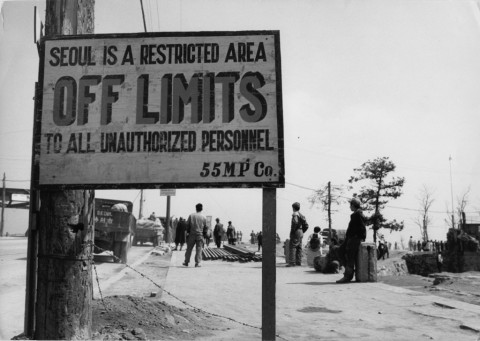 SEOUL IS A RESTRICTED AREA
OFF LIMITS
TO ALL UNAUTHORIZED PERSONNEL
55MP Co.